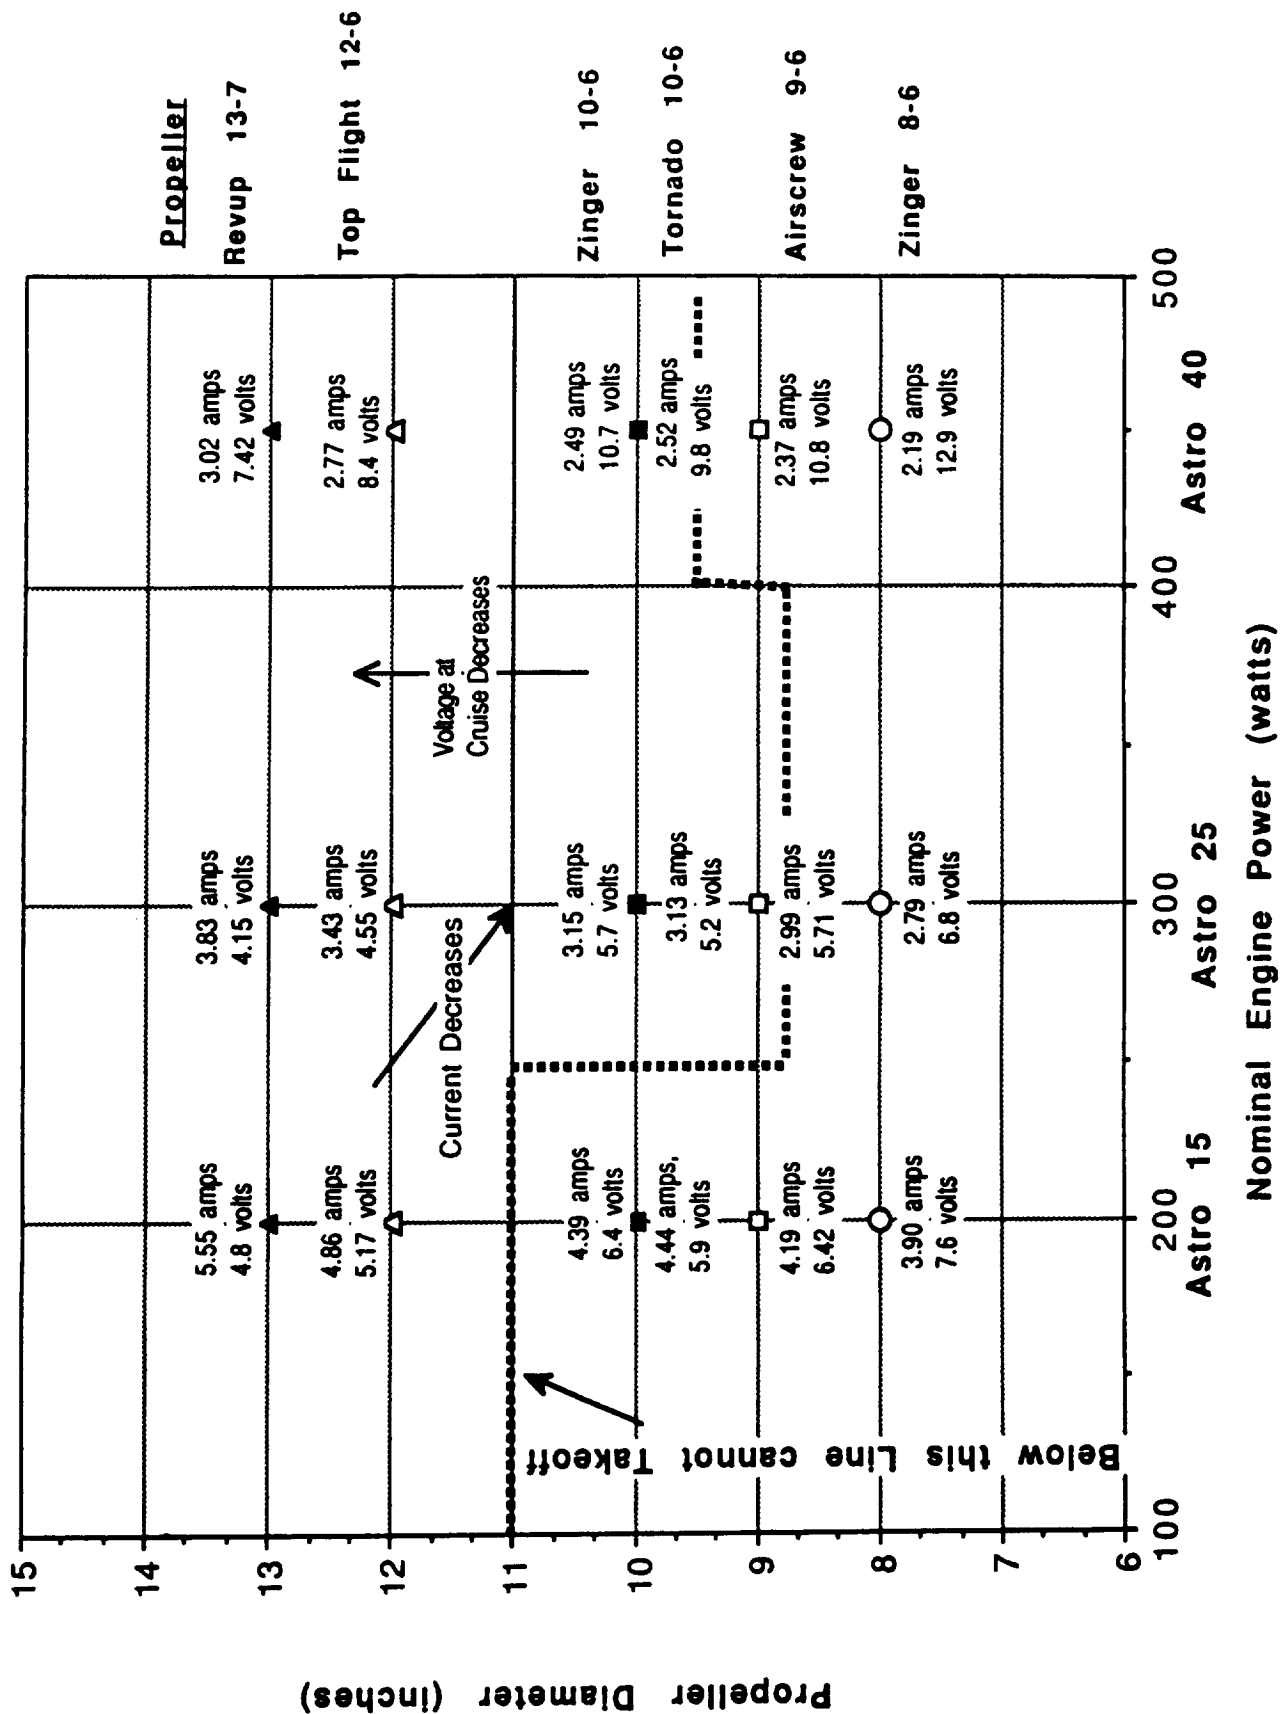 Propeller
Revup 13-7
Top Flight 12-6
Zinger 10-6
Tornado 10-6
Airscrew 9-6
Zinger 8-6
Propeller Diameter (inches)
15
14
13
12
11
10
9
8
7
6
5.55 amps
4.8 volts
3.83 amps
4.15 volts
3.02 amps
7.42 volts
4.86 amps
5.17 volts
3.43 amps
4.55 volts
2.77 amps
8.4 volts
Current Decreases
Voltage at
Cruise Decreases
4.39 amps
6.4 volts
3.15 amps
5.7 volts
2.49 amps
10.7 volts
4.44 amps,
5.9 volts
3.13 amps
5.2 volts
2.52 amps
9.8 volts
4.19 amps
6.42 volts
2.99 amps
5.71 volts
2.37 amps
10.8 volts
3.90 amps
7.6 volts
2.79 amps
6.8 volts
2.19 amps
12.9 volts
Below this Line cannot Takeoff
100
200
300
400
500
Astro 15
Astro 25
Astro 40
Nominal Engine Power (watts)